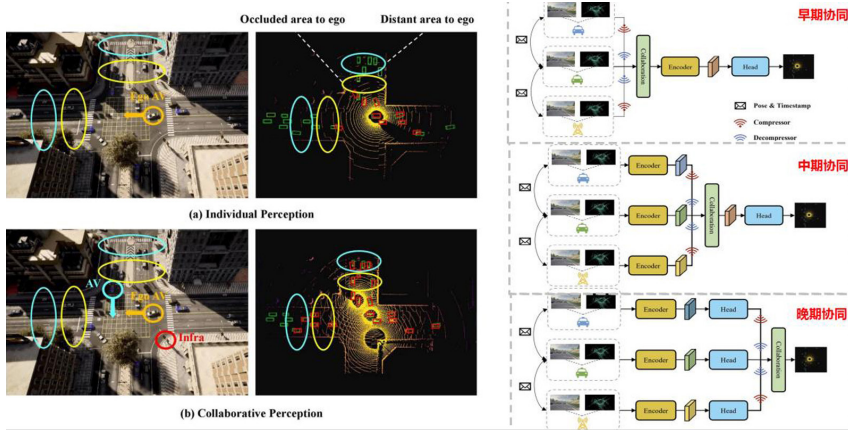 Occluded area to ego
Distant area to ego
Ego AV
(a) Individual Perception
AV
Ego AV
Infra
(b) Collaborative Perception
早期协同
Collaboration
Encoder
Head
Pose & Timestamp
Compressor
Decompressor
中期协同
Encoder
Encoder
Encoder
Collaboration
Head
晚期协同
Encoder
Head
Encoder
Head
Encoder
Head
Collaboration